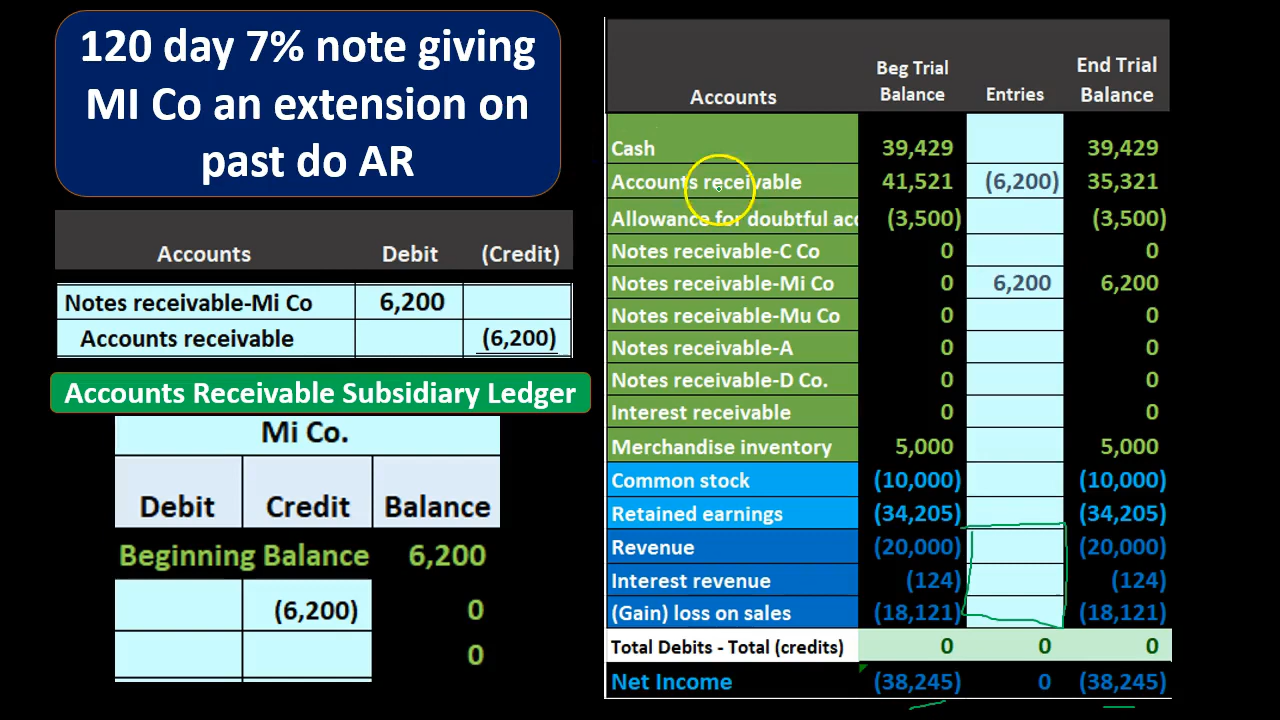 120 day 7% note giving
MI Co an extension on
past do AR
Accounts Debit (Credit)
Notes receivable-Mi Co 6,200
Accounts receivable (6,200)
Accounts Receivable Subsidiary Ledger
Mi Co.
Debit Credit Balance
Beginning Balance 6,200
(6,200) 0
0
Accounts Beg Trial Balance Entries End Trial Balance
Cash 39,429 39,429
Accounts receivable 41,521 (6,200) 35,321
Allowance for doubtful acc (3,500) (3,500)
Notes receivable-C Co 0 0
Notes receivable-Mi Co 0 6,200 6,200
Notes receivable-Mu Co 0 0
Notes receivable-A 0 0
Notes receivable-D Co. 0 0
Interest receivable 0 0
Merchandise inventory 5,000 5,000
Common stock (10,000) (10,000)
Retained earnings (34,205) (34,205)
Revenue (20,000) (20,000)
Interest revenue (124) (124)
(Gain) loss on sales (18,121) (18,121)
Total Debits - Total (credits) 0 0 0
Net Income (38,245) 0 (38,245)